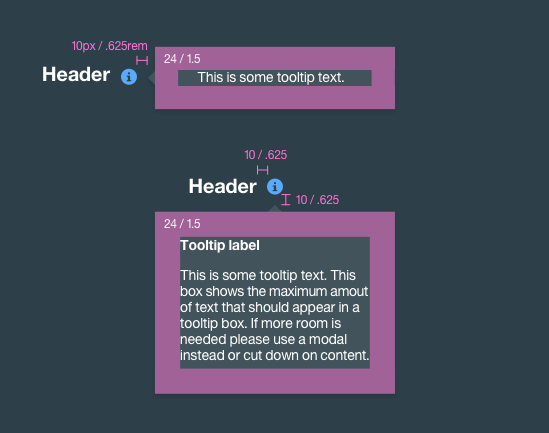 10px / .625rem
24 / 1.5
Header
This is some tooltip text.
10 / .625
Header
10 / .625
24 / 1.5
Tooltip label
This is some tooltip text. This
box shows the maximum amout
of text that should appear in a
tooltip box. If more room is
needed please use a modal
instead or cut down on content.